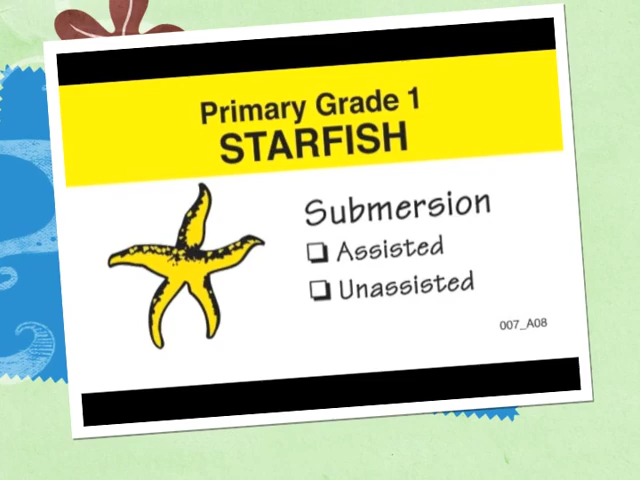 Primary Grade 1
STARFISH
Submersion
❏ Assisted
❏ Unassisted
007_A08